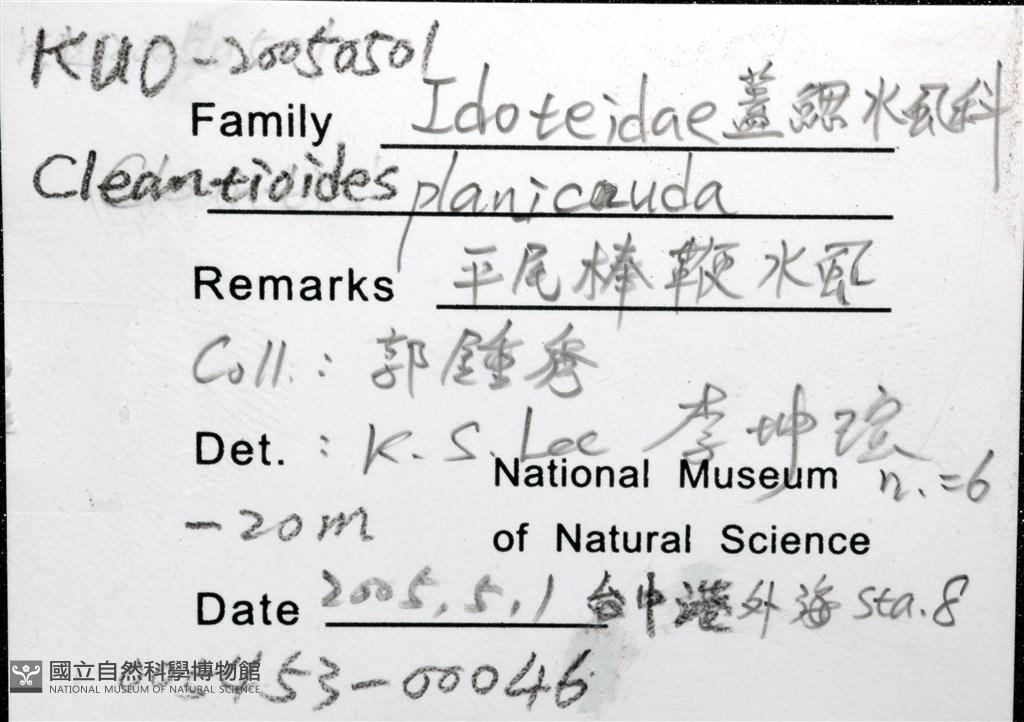 KUO-20050501
Family Idoteidae 蓋鰓水虱科
Cleantioides planicauda
Remarks 平尾棒鞭水虱
Coll.: 郭鍾秀
Det.: K. S. Lee 李坤瑄
National Museum n.=6
-20m of Natural Science
Date 2005.5.1 台中港外海 Sta.8
453-00046
國立自然科學博物館
NATIONAL MUSEUM OF NATURAL SCIENCE